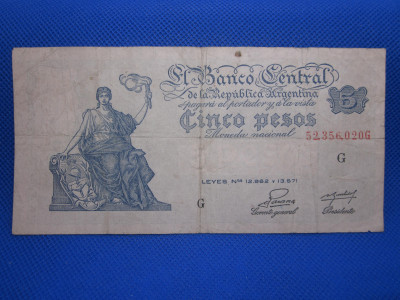 El Banco Central
de la República Argentina
pagará al portador y á la vista
Cinco pesos
Moneda nacional
5
52.356.020G
G
LEYES Nos 12.962 Y 13.571
G
Gerente general
Presidente